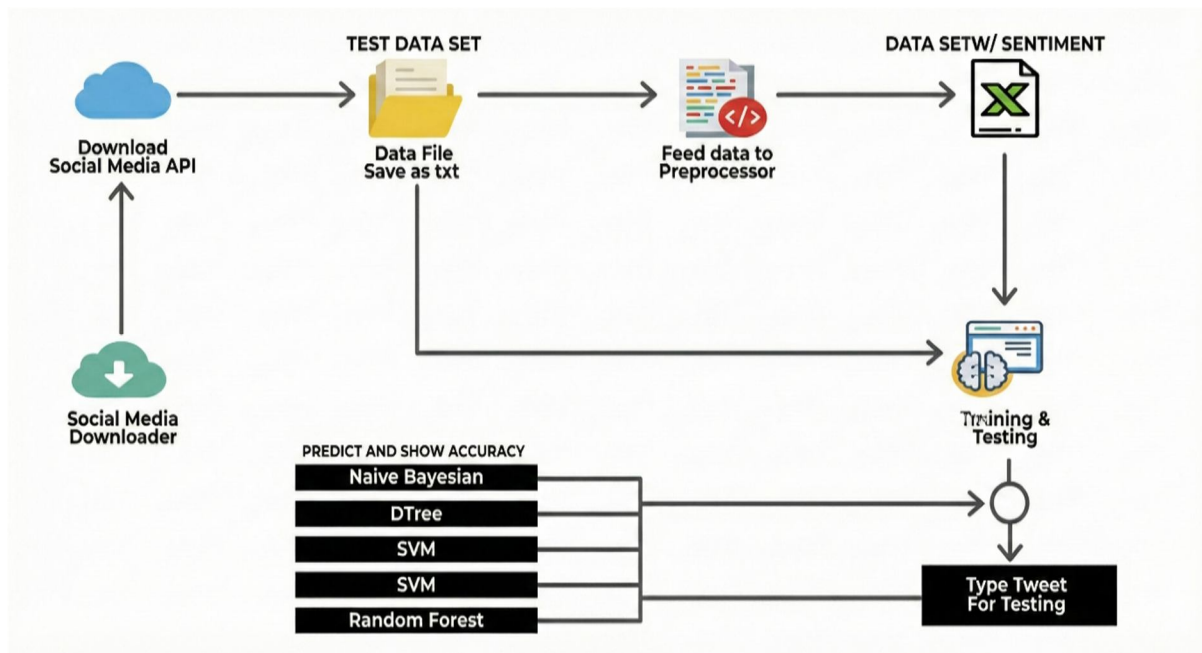 TEST DATA SET
DATA SETW/ SENTIMENT
</>
Download
Social Media API
Data File
Save as txt
Feed data to
Preprocessor
Social Media
Downloader
Training &
Testing
PREDICT AND SHOW ACCURACY
Naive Bayesian
DTree
SVM
SVM
Random Forest
Type Tweet
For Testing